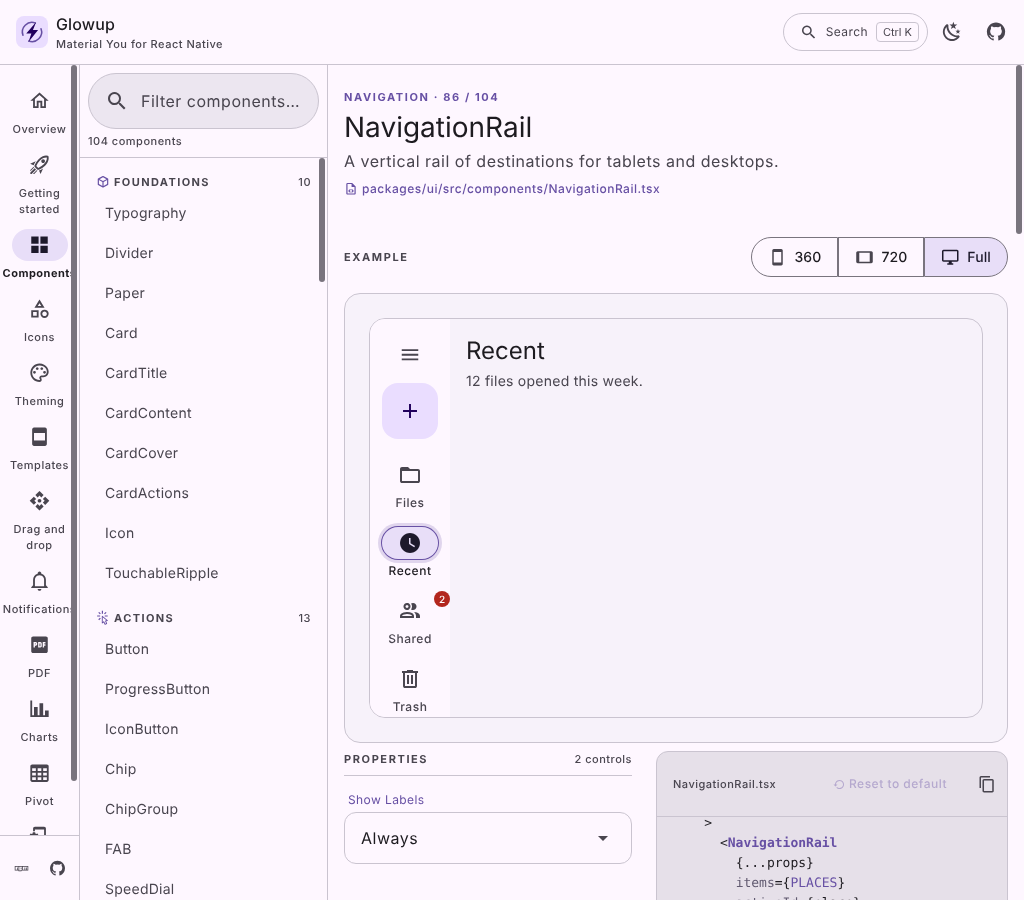 Glowup
Material You for React Native
Search
Ctrl K
Overview
Getting
started
Components
Icons
Theming
Templates
Drag and
drop
Notifications
PDF
PDF
Charts
Pivot
Filter components...
104 components
FOUNDATIONS
10
Typography
Divider
Paper
Card
CardTitle
CardContent
CardCover
CardActions
Icon
TouchableRipple
ACTIONS
13
Button
ProgressButton
IconButton
Chip
ChipGroup
FAB
SpeedDial
NAVIGATION · 86 / 104
NavigationRail
A vertical rail of destinations for tablets and desktops.
packages/ui/src/components/NavigationRail.tsx
EXAMPLE
360
720
Full
Files
Recent
2
Shared
Trash
Recent
12 files opened this week.
PROPERTIES
2 controls
Show Labels
Always
NavigationRail.tsx
Reset to default
>
<NavigationRail
{...props}
items={PLACES}